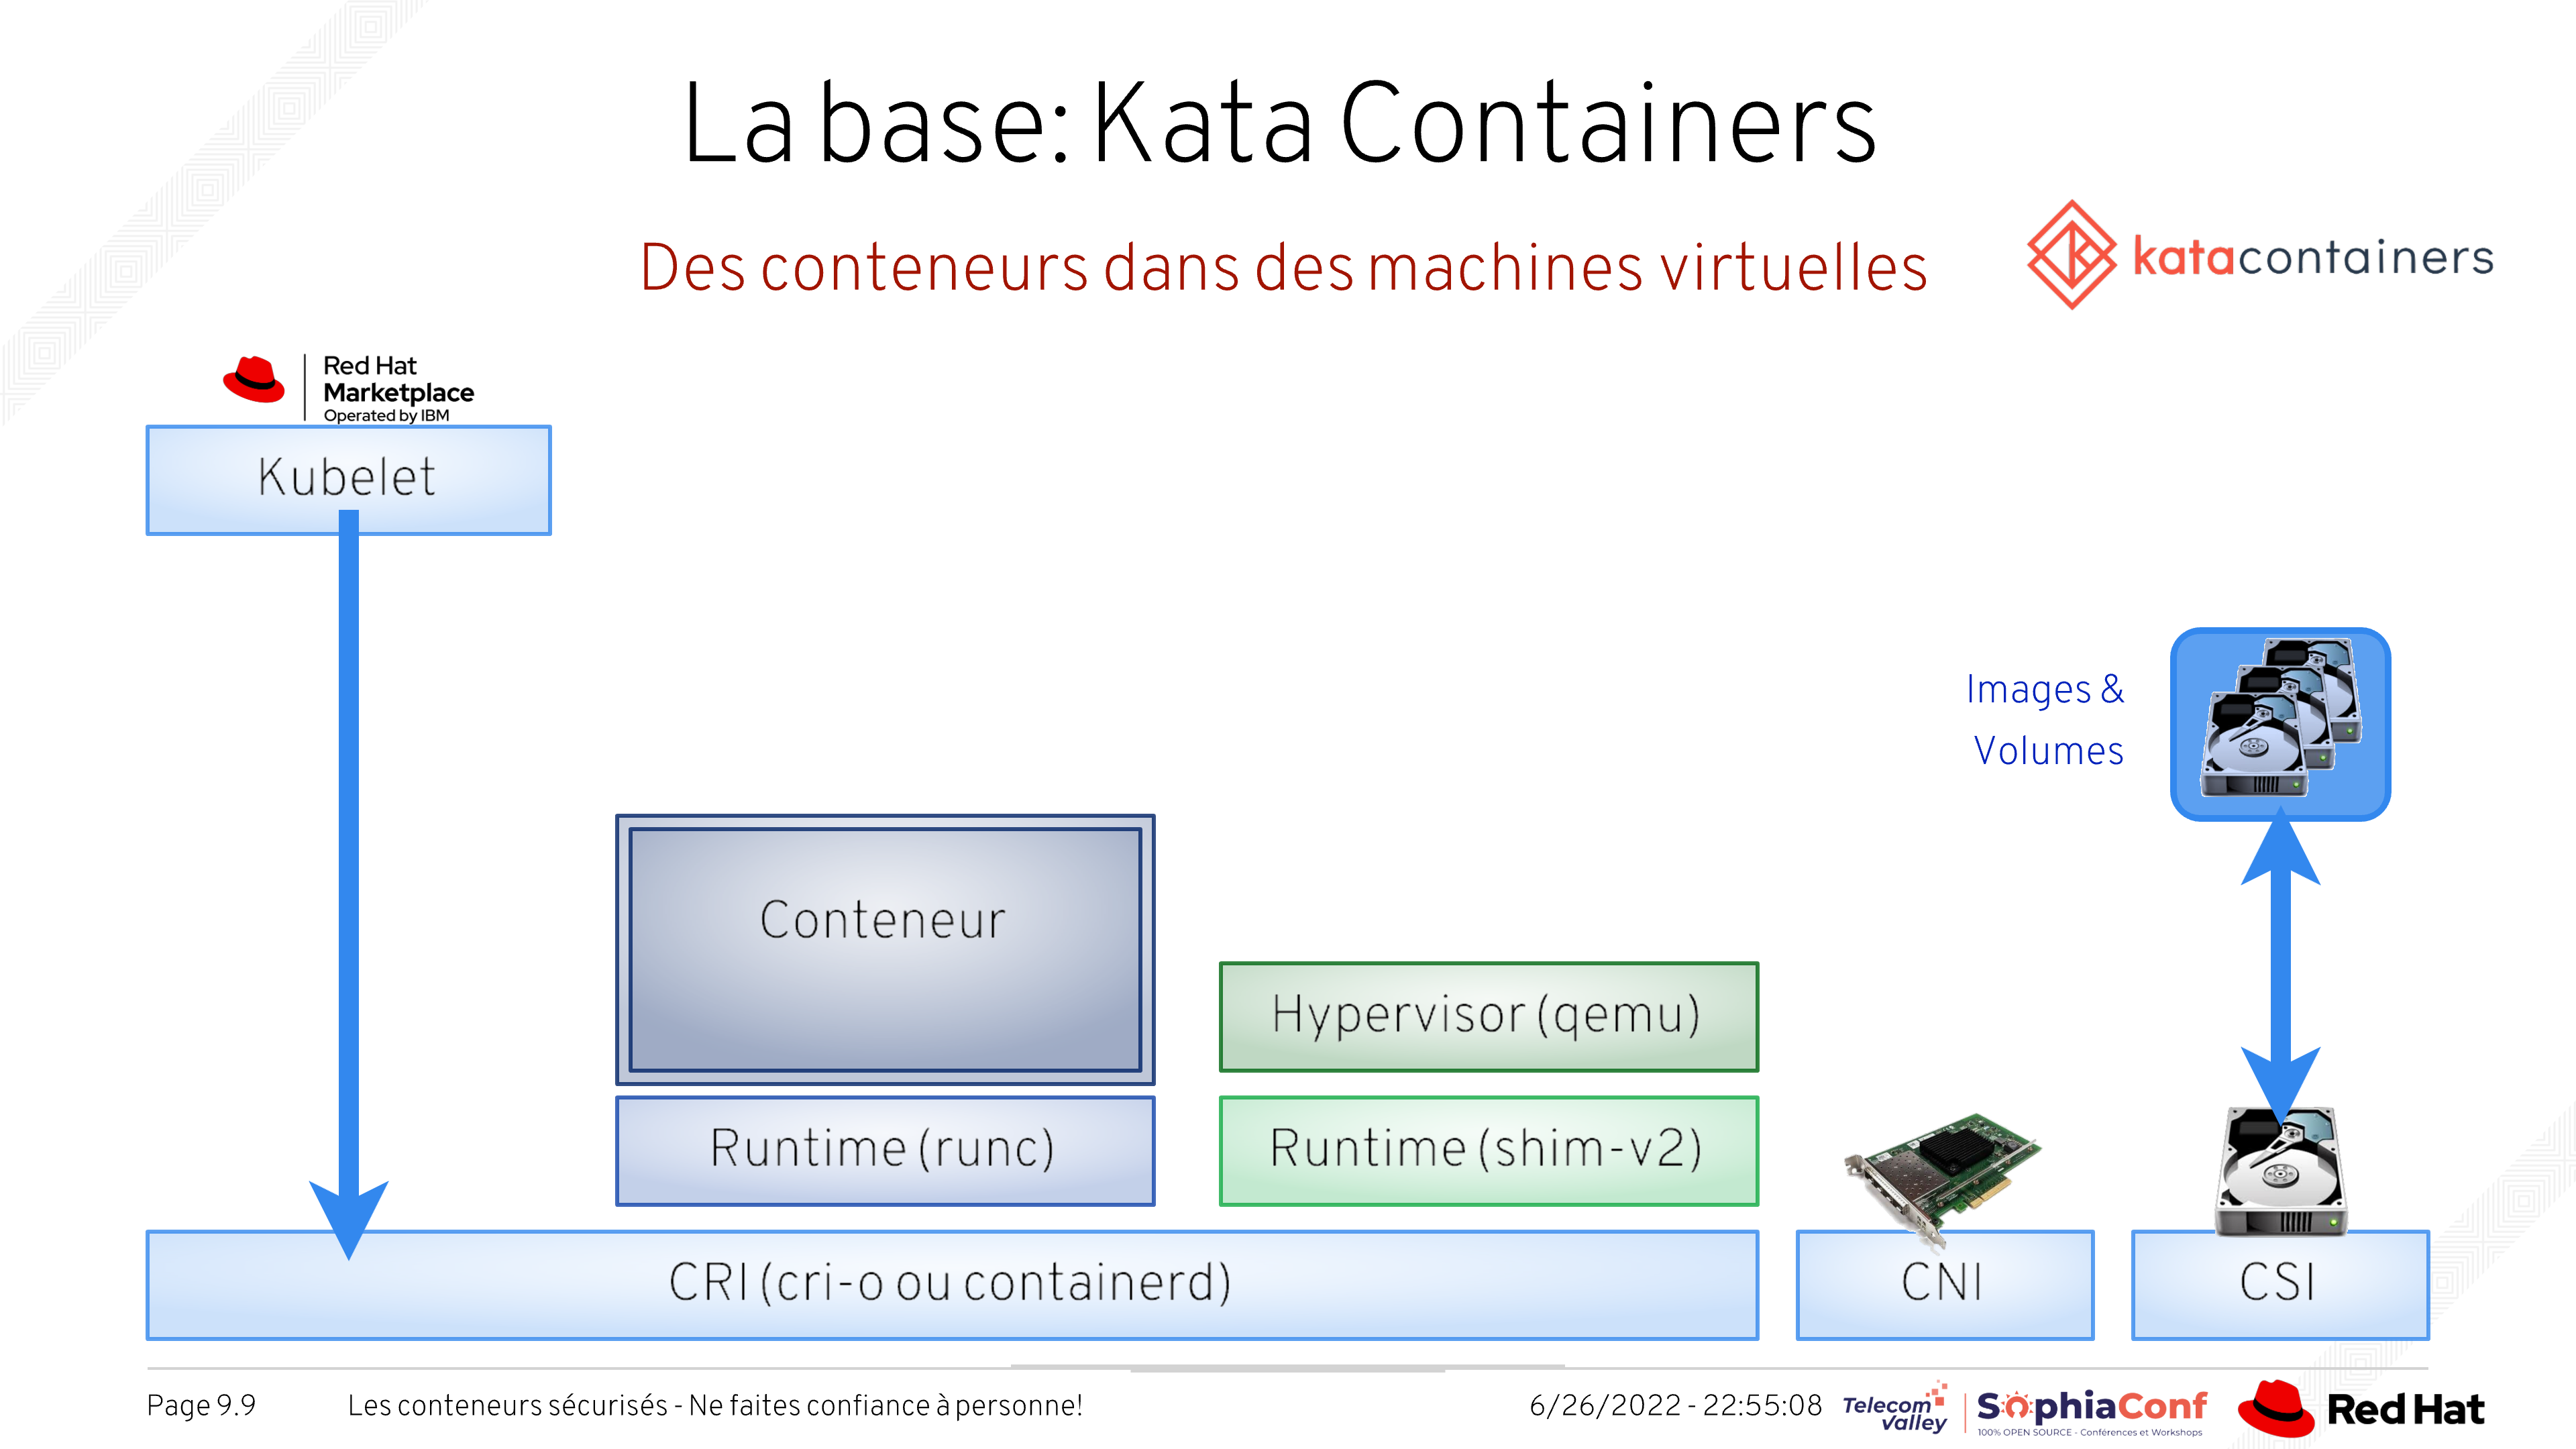 La base: Kata Containers
Des conteneurs dans des machines virtuelles
katacontainers
Red Hat
Marketplace
Operated by IBM
Kubelet
Images &
Volumes
Conteneur
Hypervisor (qemu)
Runtime (runc)
Runtime (shim-v2)
CRI (cri-o ou containerd)
CNI
CSI
Page 9.9
Les conteneurs sécurisés - Ne faites confiance à personne!
6/26/2022 - 22:55:08
Telecom
Valley
SophiaConf
100% OPEN SOURCE - Conférences et Workshops
Red Hat